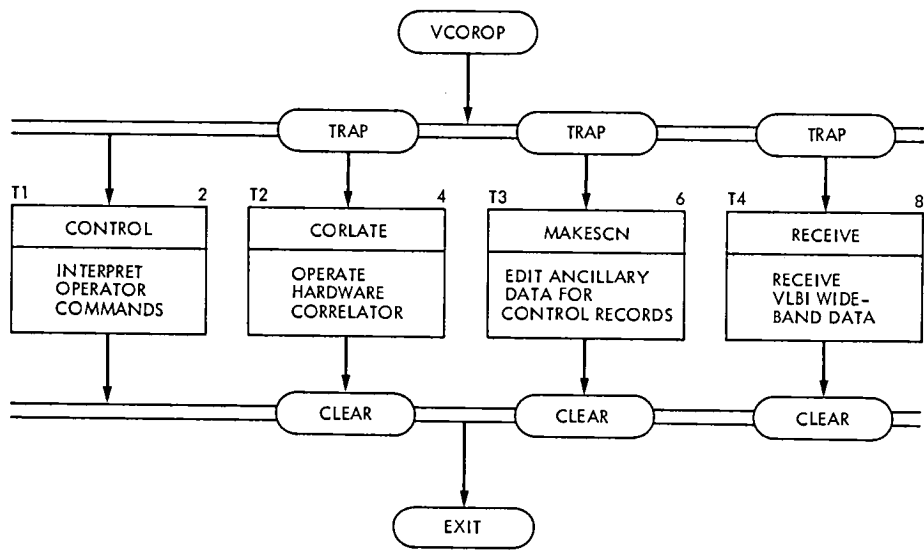 VCOROP
TRAP TRAP TRAP
T1 2 T2 4 T3 6 T4 8
CONTROL CORLATE MAKESCN RECEIVE
INTERPRET
OPERATOR
COMMANDS
OPERATE
HARDWARE
CORRELATOR
EDIT ANCILLARY
DATA FOR
CONTROL RECORDS
RECEIVE
VLBI WIDE-
BAND DATA
CLEAR CLEAR CLEAR
EXIT